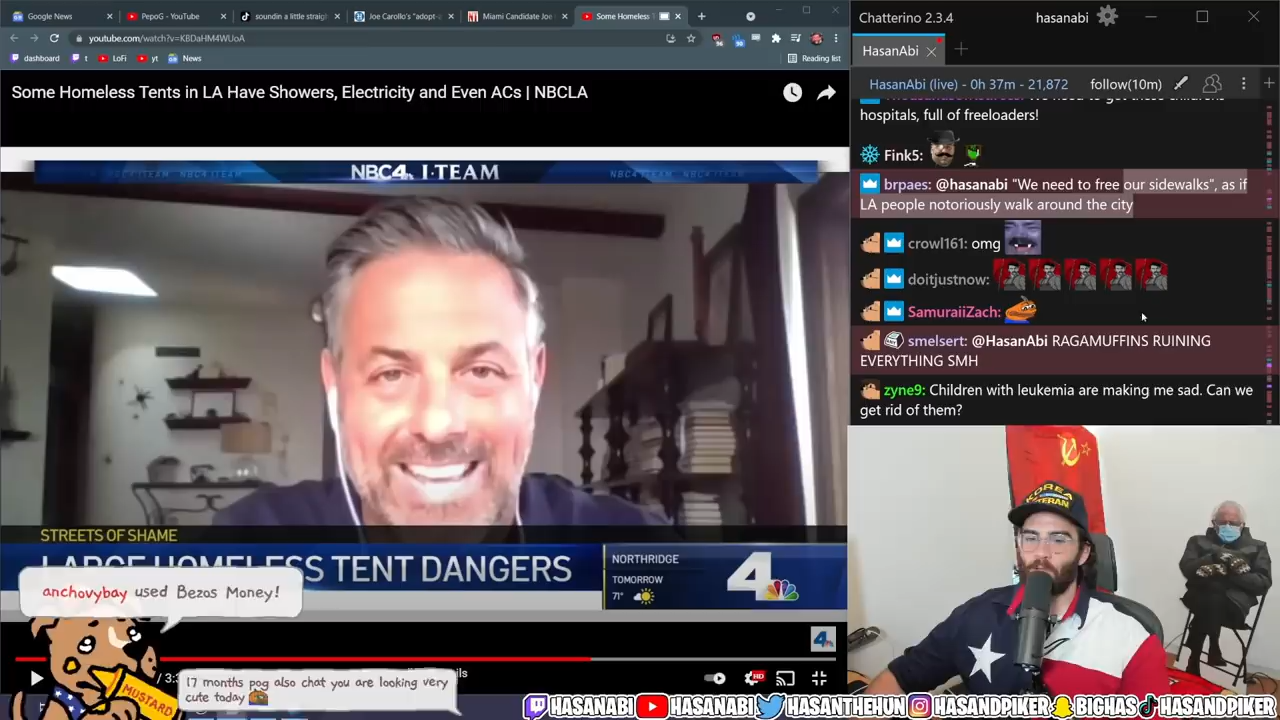 Google News
PepoG - YouTube
soundin a little straigh
Joe Carollo's "adopt-
Miami Candidate Joe
Some Homeless T
youtube.com/watch?v=KBDaHM4WUoA
dashboard
t
LoFi
yt
News
Reading list
Some Homeless Tents in LA Have Showers, Electricity and Even ACs | NBCLA
NBC4 I-TEAM
STREETS OF SHAME
LARGE HOMELESS TENT DANGERS
NORTHRIDGE
TOMORROW
71°
4
anchovybay used Bezos Money!
17 months pog also chat you are looking very
cute today
MUSTARD
HD
Chatterino 2.3.4
hasanabi
HasanAbi
HasanAbi (live) - 0h 37m - 21,872
follow(10m)
hospitals, full of freeloaders!
Fink5:
brpaes: @hasanabi "We need to free our sidewalks", as if
LA people notoriously walk around the city
crowl161: omg
doitjustnow:
SamuraiiZach:
smelsert: @HasanAbi RAGAMUFFINS RUINING
EVERYTHING SMH
zyne9: Children with leukemia are making me sad. Can we
get rid of them?
KOREA
VETERAN
HASANABI
HASANABI
HASANTHEHUN
HASANDPIKER
BIGHAS
HASANDPIKER